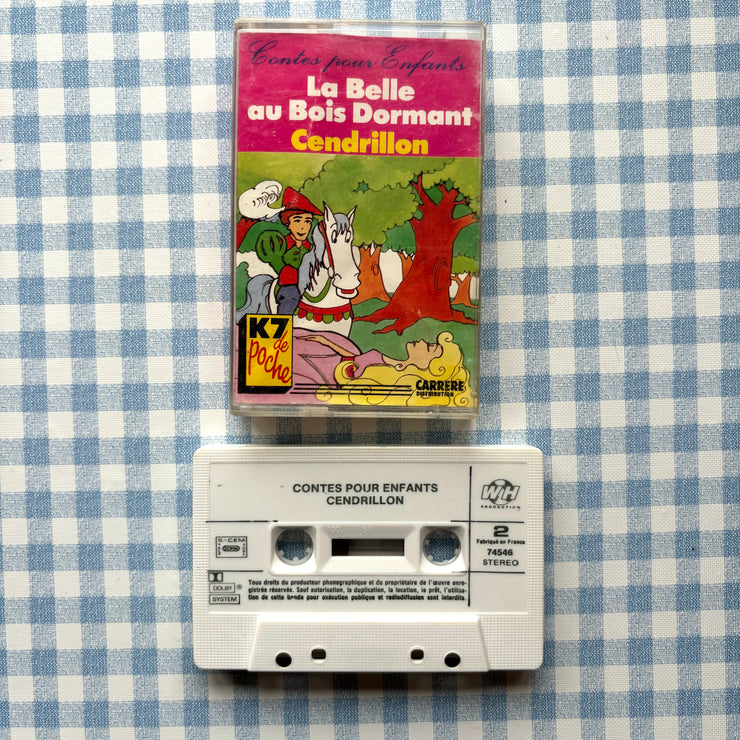 Contes pour Enfants
La Belle
au Bois Dormant
Cendrillon
K7
de
poche
CARRERE
DISTRIBUTION
CONTES POUR ENFANTS
CENDRILLON
WH
PRODUCTION
2
Fabriqué en France
74546
STEREO
SACEM
DOLBY ®
SYSTEM
Tous droits du producteur phonographique et du propriétaire de l'œuvre enre-
gistrée réservés. Sauf autorisation, la duplication, la location, le prêt, l'utilisa-
tion de cette bande pour exécution publique et radiodiffusion sont interdits.